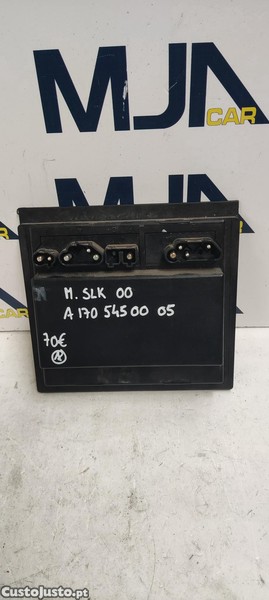 MJA
CAR
MJA
CAR
M. SLK 00
A 170 545 00 05
70€
CustoJusto.pt